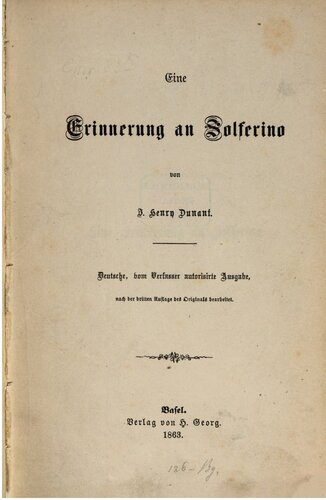 Eine
Erinnerung an Solferino
von
J. Henry Dunant.
Deutsche, vom Verfasser autorisirte Ausgabe,
nach der dritten Auflage des Originals bearbeitet.
Basel.
Verlag von H. Georg.
1863.